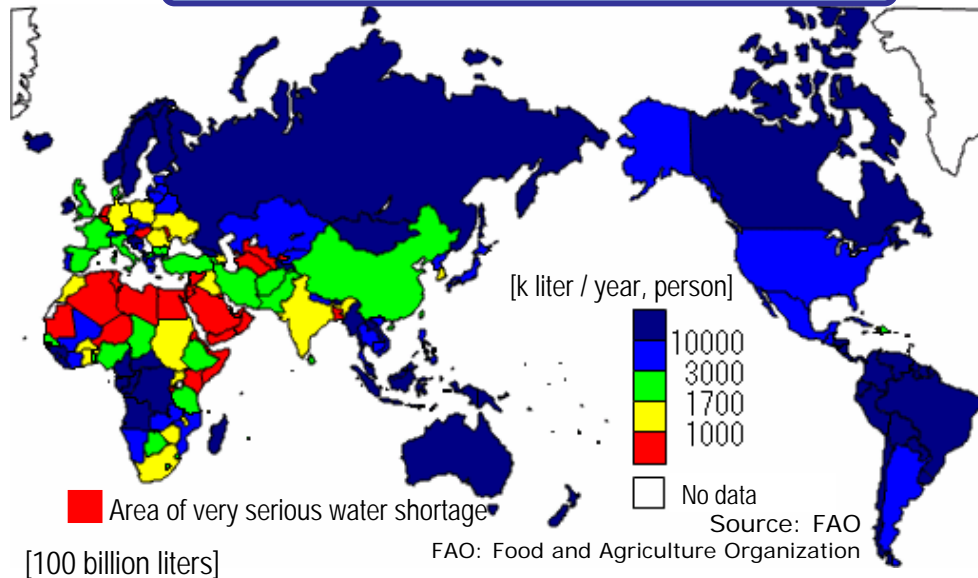 [k liter / year, person]
10000
3000
1700
1000
No data
Area of very serious water shortage
Source: FAO
FAO: Food and Agriculture Organization
[100 billion liters]